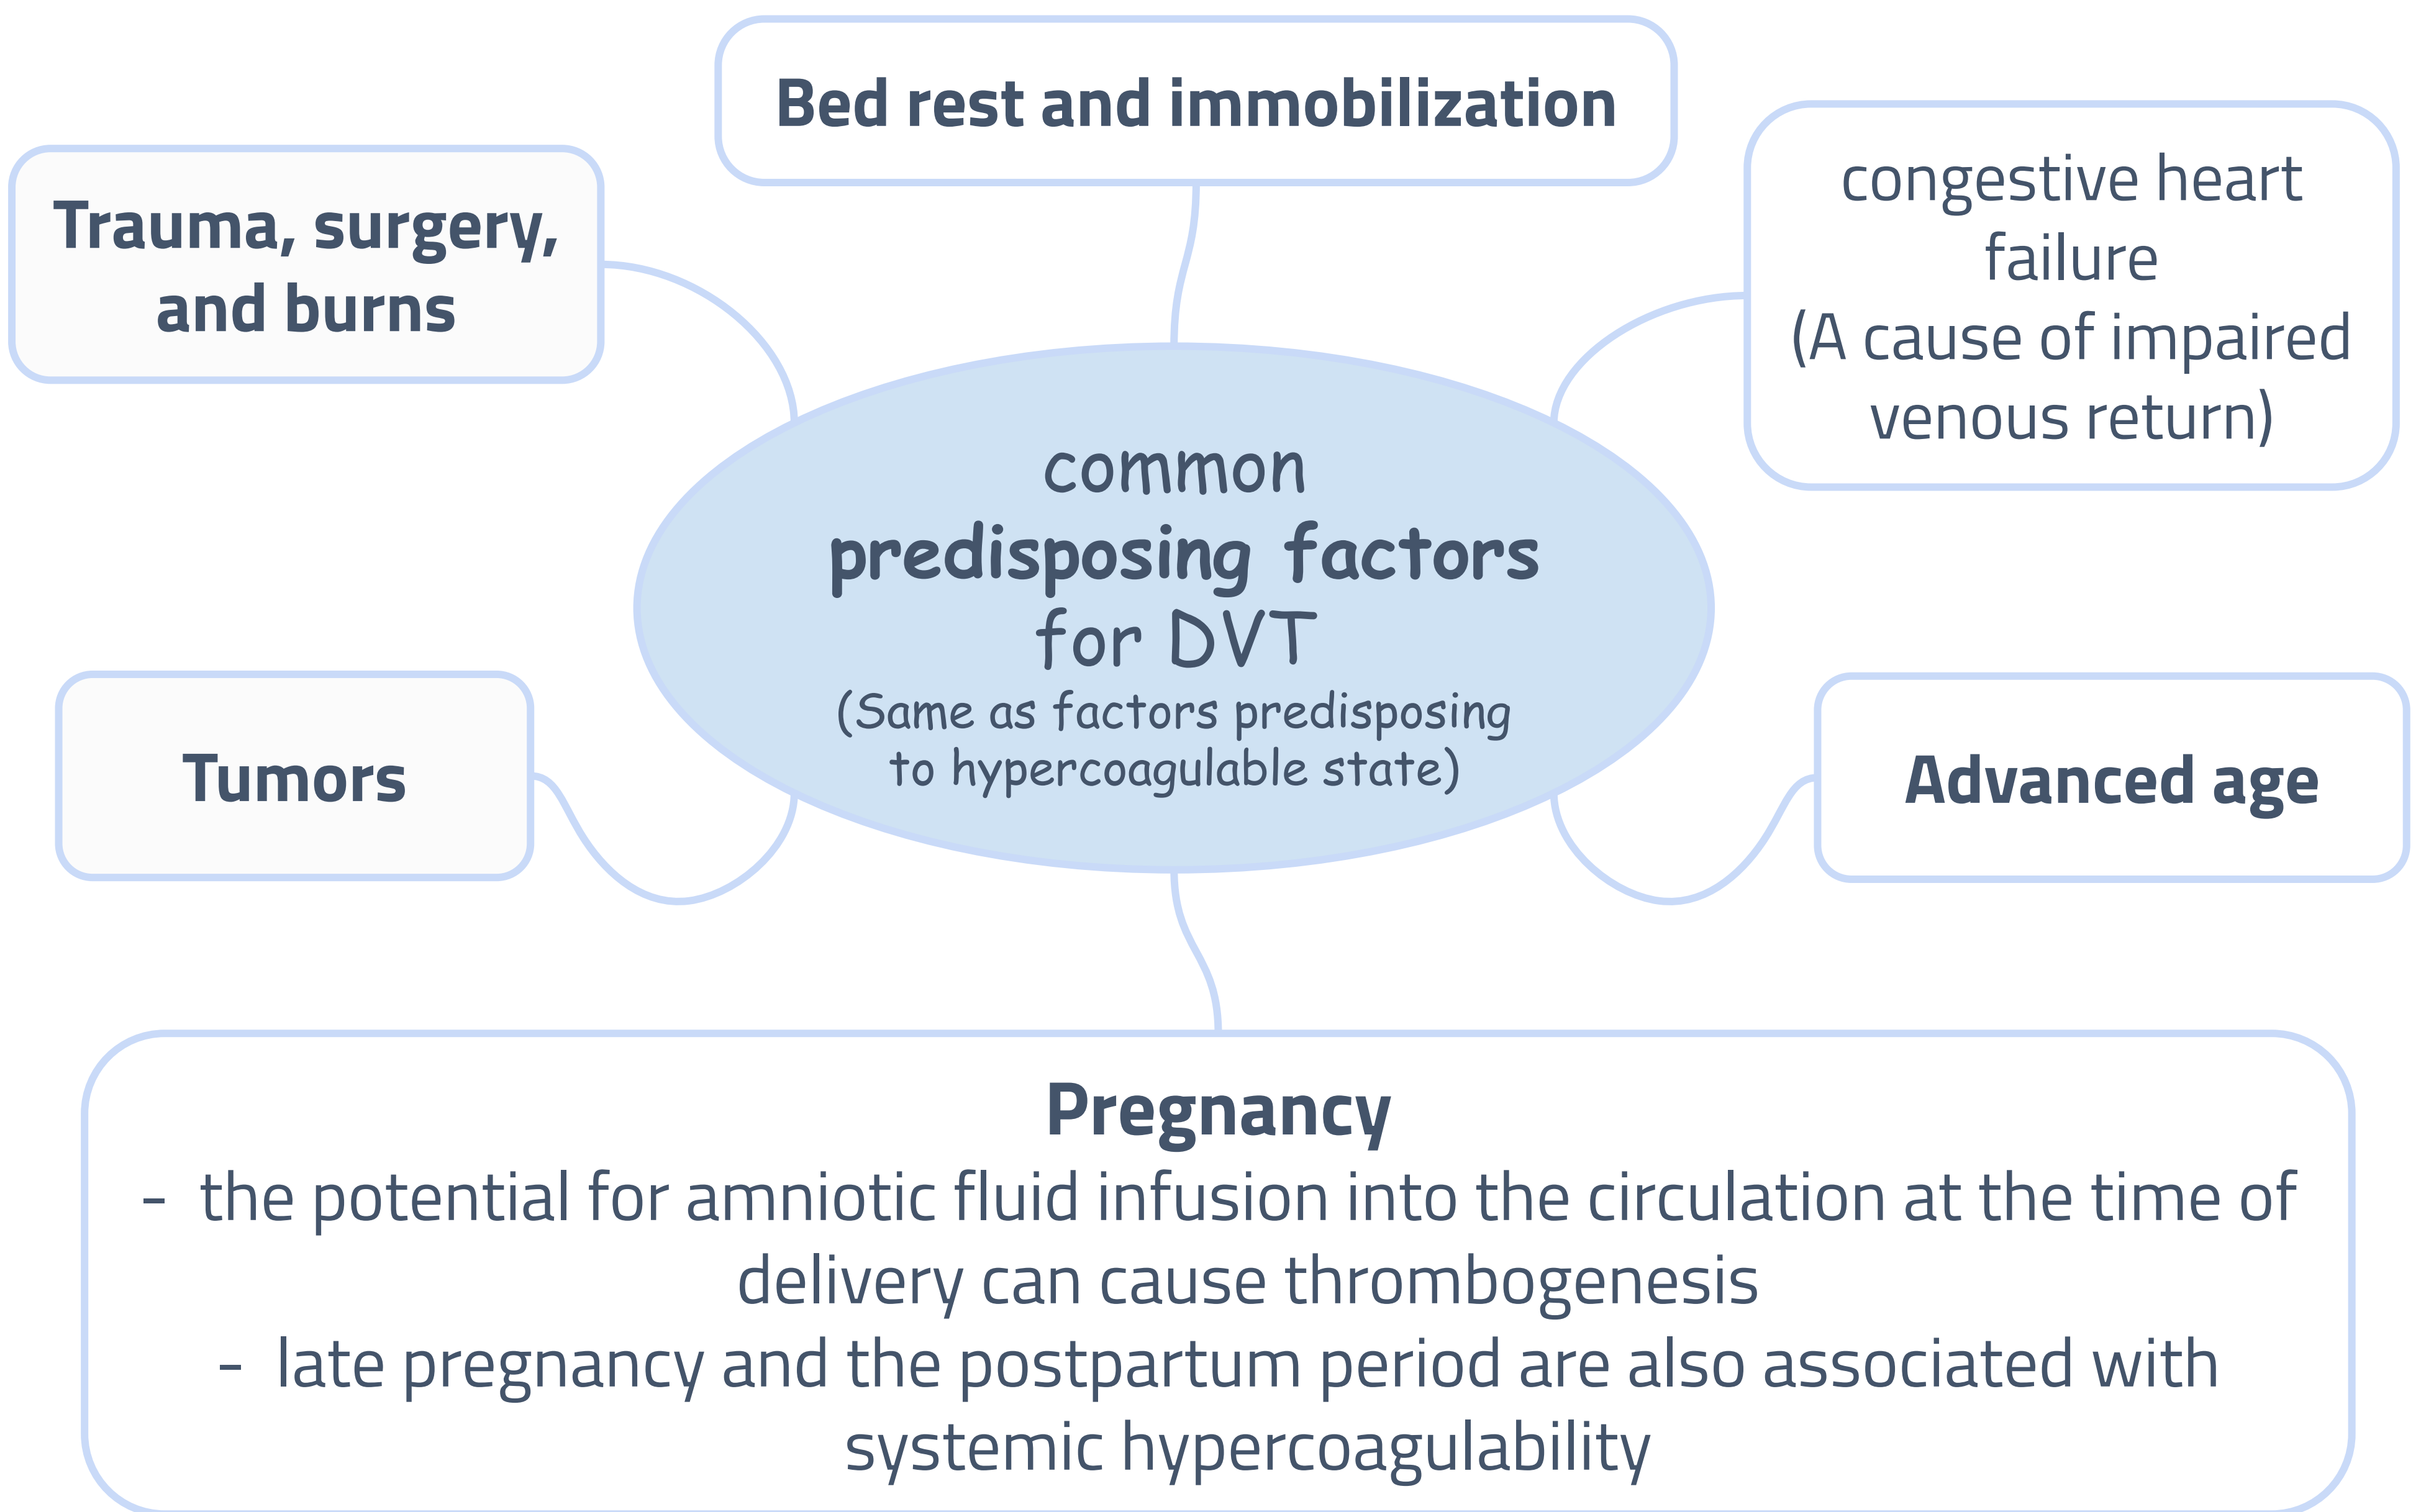 Bed rest and immobilization
Trauma, surgery,
and burns
congestive heart
failure
(A cause of impaired
venous return)
common
predisposing factors
for DVT
(Same as factors predisposing
to hypercoagulable state)
Tumors
Advanced age
Pregnancy
- the potential for amniotic fluid infusion into the circulation at the time of
delivery can cause thrombogenesis
- late pregnancy and the postpartum period are also associated with
systemic hypercoagulability